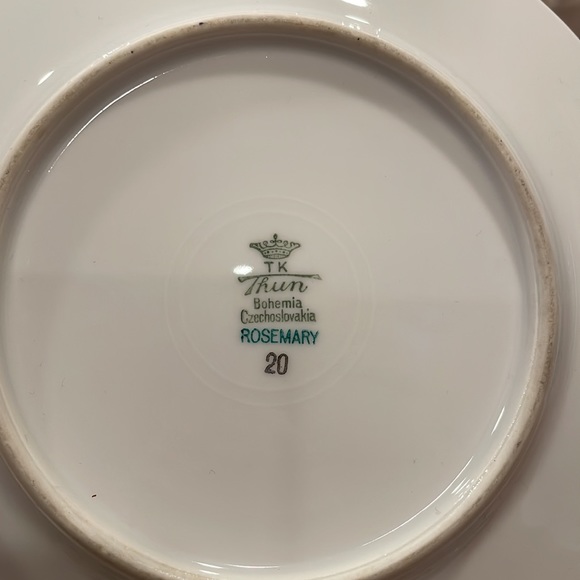 TK
Thun
Bohemia
Czechoslovakia
ROSEMARY
20